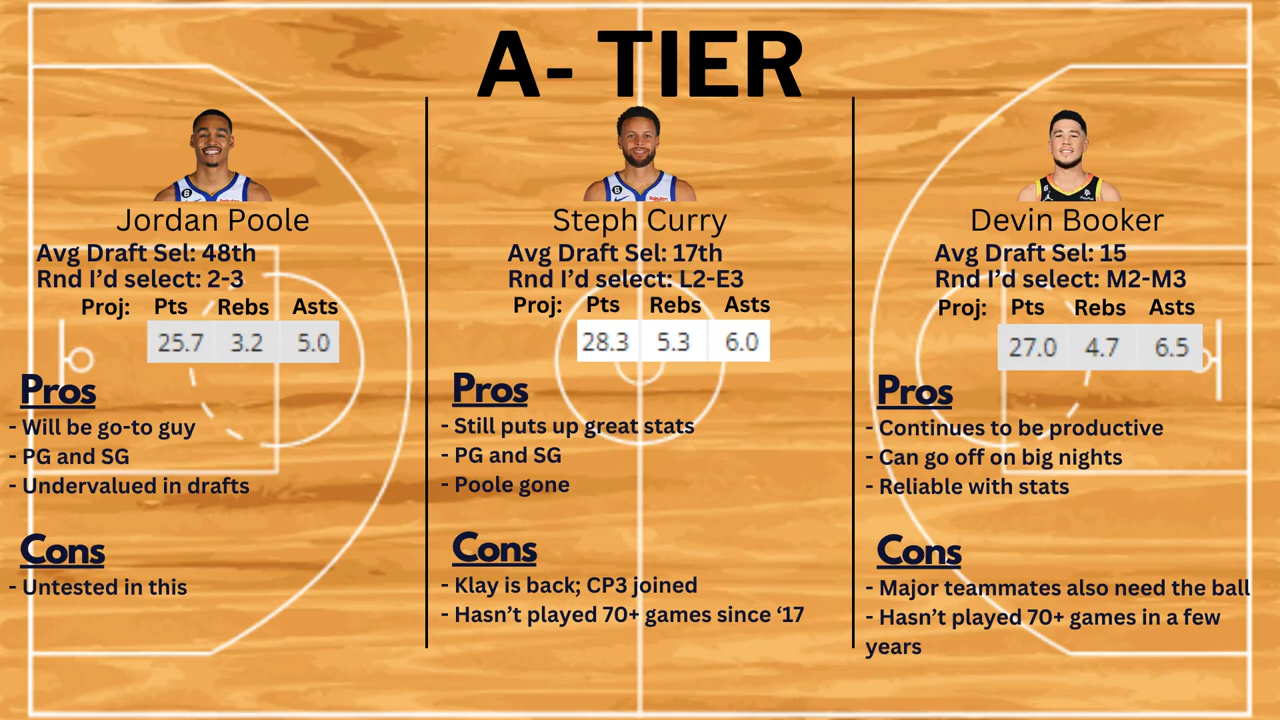 A- TIER
Jordan Poole
Avg Draft Sel: 48th
Rnd I’d select: 2-3
Proj: Pts Rebs Asts
25.7 3.2 5.0
Pros
- Will be go-to guy
- PG and SG
- Undervalued in drafts
Cons
- Untested in this
Steph Curry
Avg Draft Sel: 17th
Rnd I’d select: L2-E3
Proj: Pts Rebs Asts
28.3 5.3 6.0
Pros
- Still puts up great stats
- PG and SG
- Poole gone
Cons
- Klay is back; CP3 joined
- Hasn’t played 70+ games since ‘17
Devin Booker
Avg Draft Sel: 15
Rnd I’d select: M2-M3
Proj: Pts Rebs Asts
27.0 4.7 6.5
Pros
- Continues to be productive
- Can go off on big nights
- Reliable with stats
Cons
- Major teammates also need the ball
- Hasn’t played 70+ games in a few
years